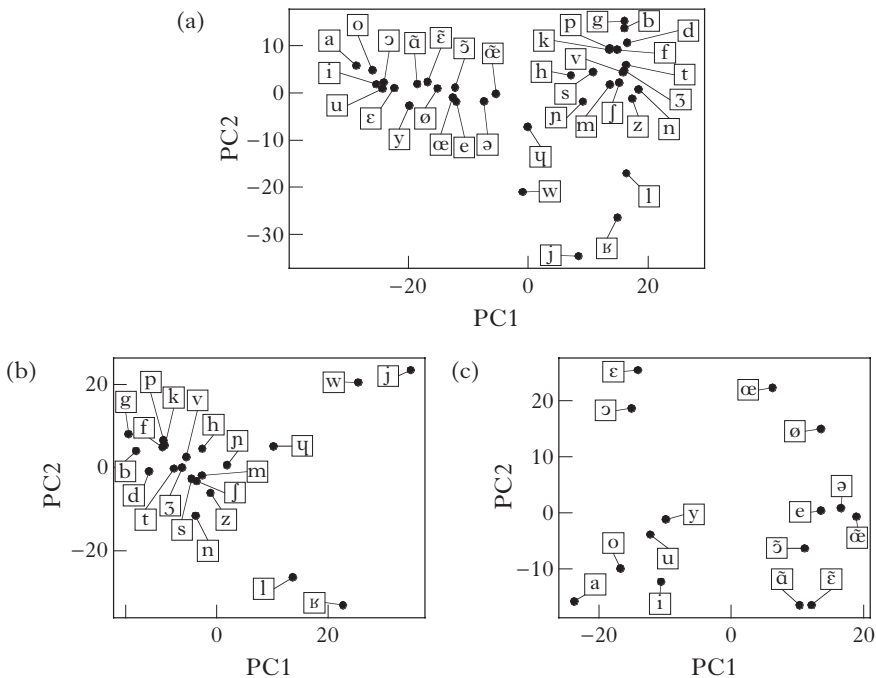 (a)
g b
p d
o k f
a ɔ ɑ̃ ɛ̃ ɔ̃ œ̃ v t
i h ʒ
u s
ɛ y ø œ e ə ɲ m ʃ z n
ɥ
w l
j ʁ
10
0
−10
−20
−30
PC2
−20 0 20
PC1
(b)
p k v w j
g f h ɲ ɥ
b d t ʒ s n ʃ z m
l
ʁ
20
0
−20
PC2
0 20
PC1
(c)
ɛ œ
ɔ ø
ə
y e
o u ɔ̃ œ̃
a i ɑ̃ ɛ̃
20
10
0
−10
PC2
−20 0 20
PC1